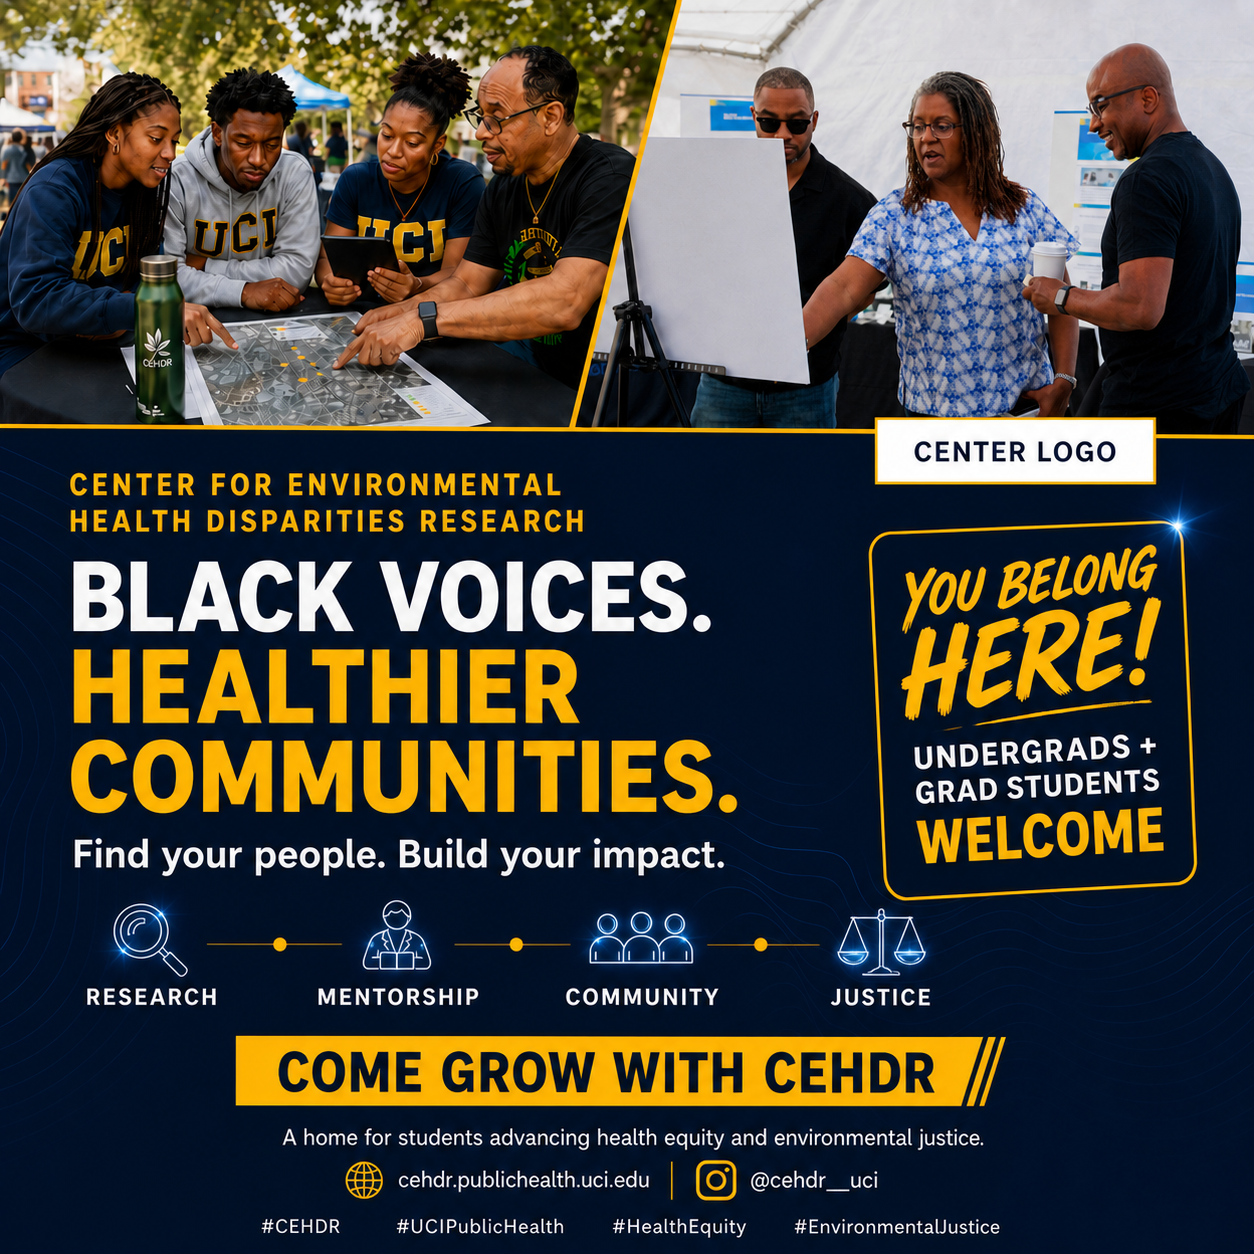 UCI
UCI
UCI
CEHDR
CENTER LOGO
CENTER FOR ENVIRONMENTAL
HEALTH DISPARITIES RESEARCH
BLACK VOICES.
HEALTHIER
COMMUNITIES.
Find your people. Build your impact.
YOU BELONG
HERE!
UNDERGRADS +
GRAD STUDENTS
WELCOME
RESEARCH
MENTORSHIP
COMMUNITY
JUSTICE
COME GROW WITH CEHDR
A home for students advancing health equity and environmental justice.
cehdr.publichealth.uci.edu
@cehdr__uci
#CEHDR #UCIPublicHealth #HealthEquity #EnvironmentalJustice